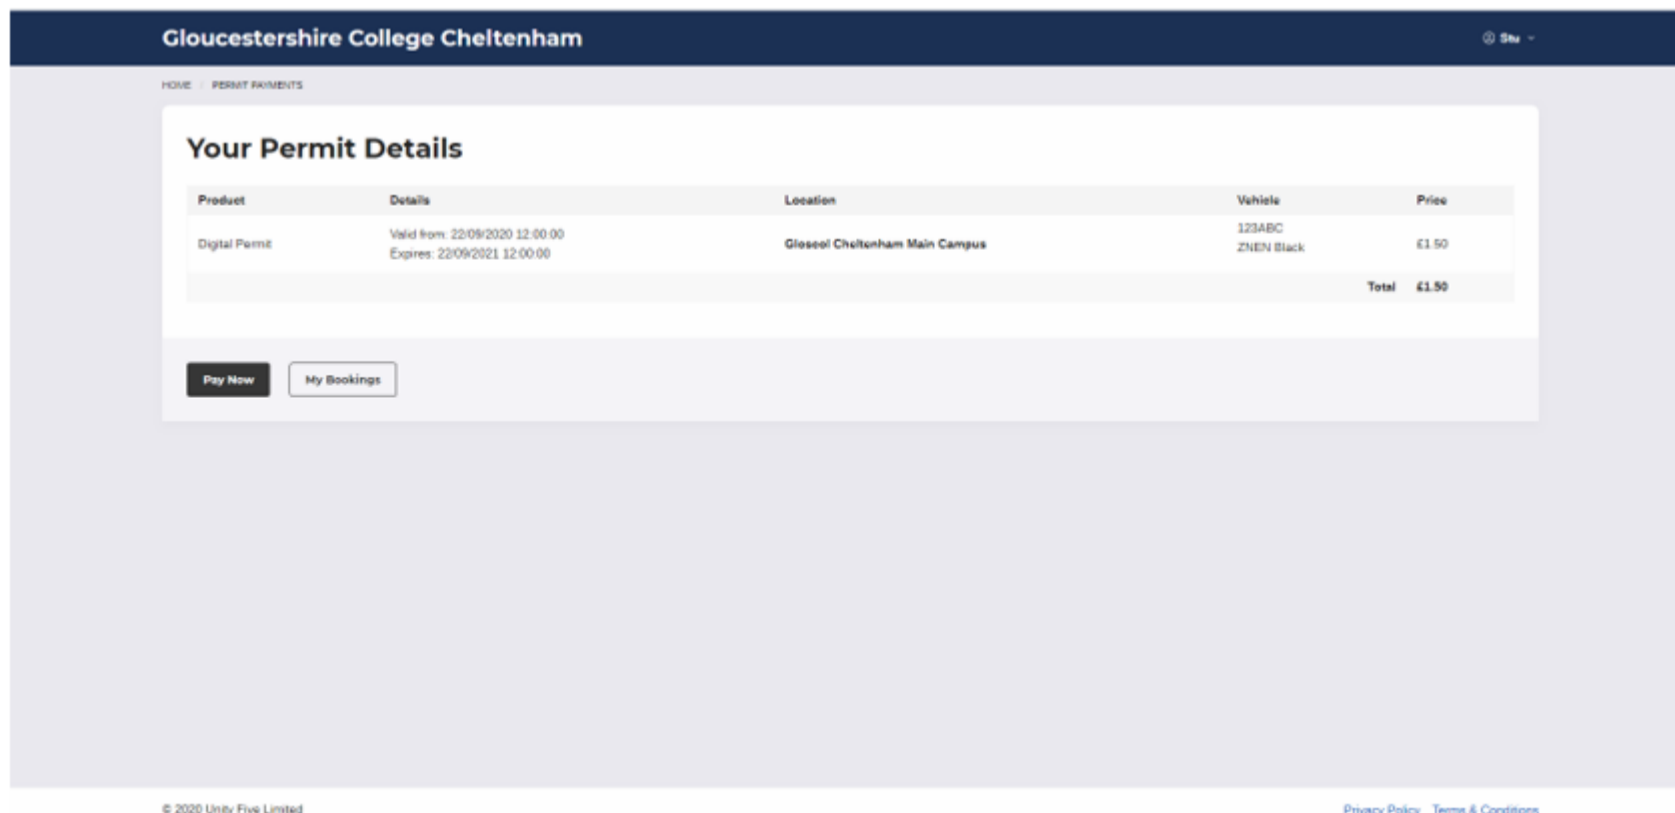 Gloucestershire College Cheltenham
Stu
HOME / PERMIT PAYMENTS
Your Permit Details
Product Details Location Vehicle Price
Digital Permit
Valid from: 22/09/2020 12:00:00
Expires: 22/09/2021 12:00:00
Gloscol Cheltenham Main Campus
123ABC
ZNEN Black
£1.50
Total £1.50
Pay Now My Bookings
© 2020 Unity Five Limited
Privacy Policy Terms & Conditions